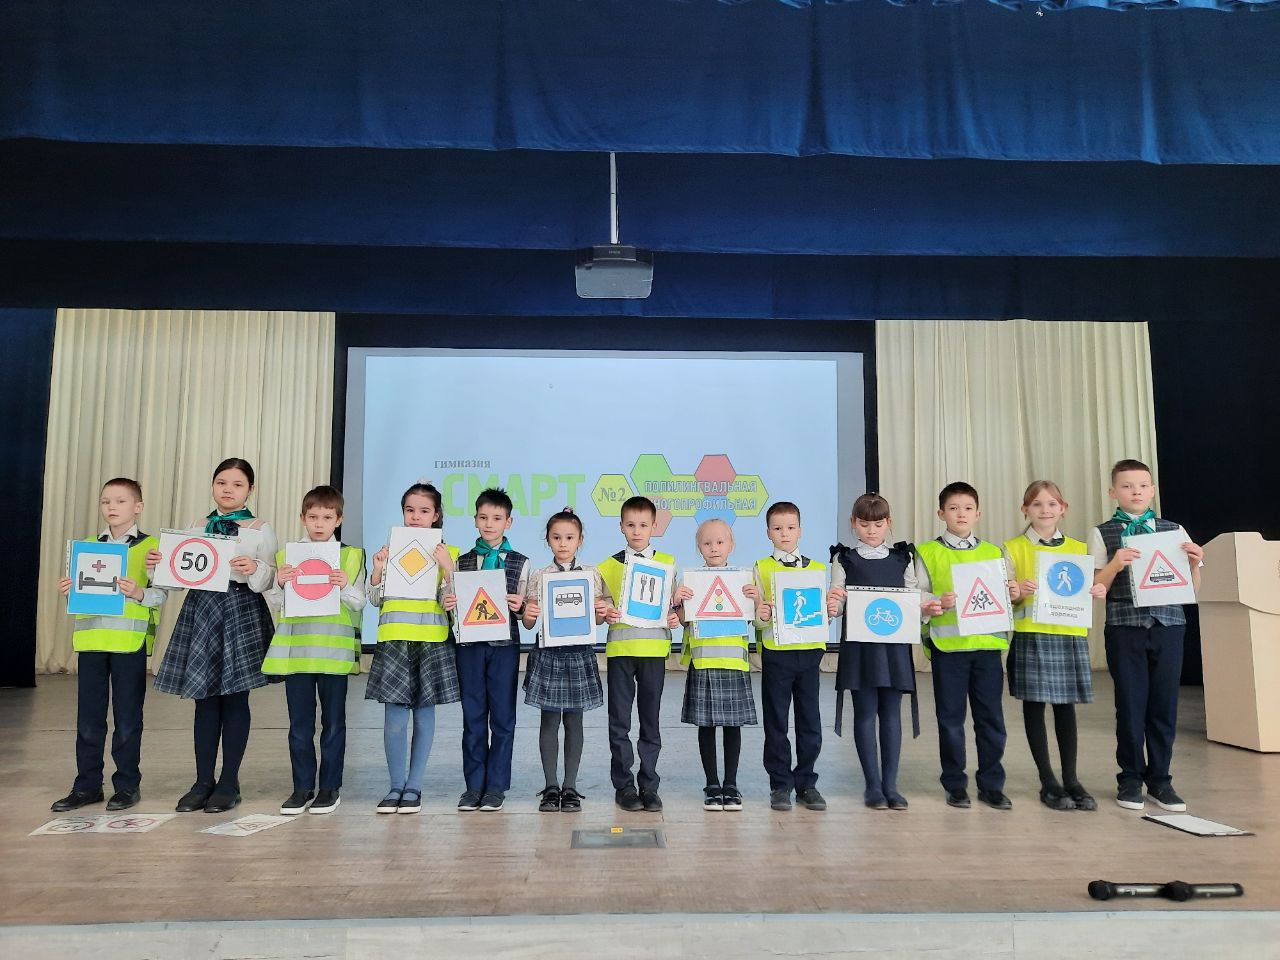 гимназия
СМАРТ
№2
ПОЛИЛИНГВАЛЬНАЯ
МНОГОПРОФИЛЬНАЯ
50
Пешеходная
дорожка